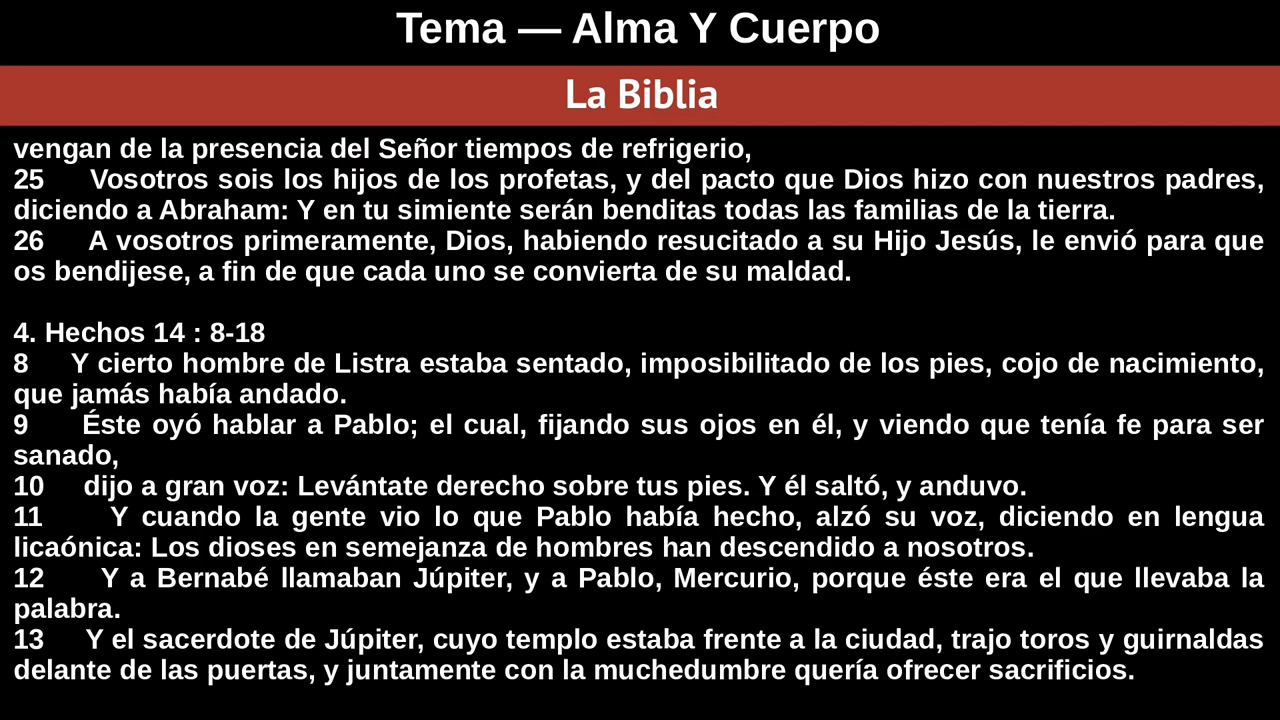 Tema — Alma Y Cuerpo
La Biblia
vengan de la presencia del Señor tiempos de refrigerio,
25 Vosotros sois los hijos de los profetas, y del pacto que Dios hizo con nuestros padres,
diciendo a Abraham: Y en tu simiente serán benditas todas las familias de la tierra.
26 A vosotros primeramente, Dios, habiendo resucitado a su Hijo Jesús, le envió para que
os bendijese, a fin de que cada uno se convierta de su maldad.
4. Hechos 14 : 8-18
8 Y cierto hombre de Listra estaba sentado, imposibilitado de los pies, cojo de nacimiento,
que jamás había andado.
9 Éste oyó hablar a Pablo; el cual, fijando sus ojos en él, y viendo que tenía fe para ser
sanado,
10 dijo a gran voz: Levántate derecho sobre tus pies. Y él saltó, y anduvo.
11 Y cuando la gente vio lo que Pablo había hecho, alzó su voz, diciendo en lengua
licaónica: Los dioses en semejanza de hombres han descendido a nosotros.
12 Y a Bernabé llamaban Júpiter, y a Pablo, Mercurio, porque éste era el que llevaba la
palabra.
13 Y el sacerdote de Júpiter, cuyo templo estaba frente a la ciudad, trajo toros y guirnaldas
delante de las puertas, y juntamente con la muchedumbre quería ofrecer sacrificios.